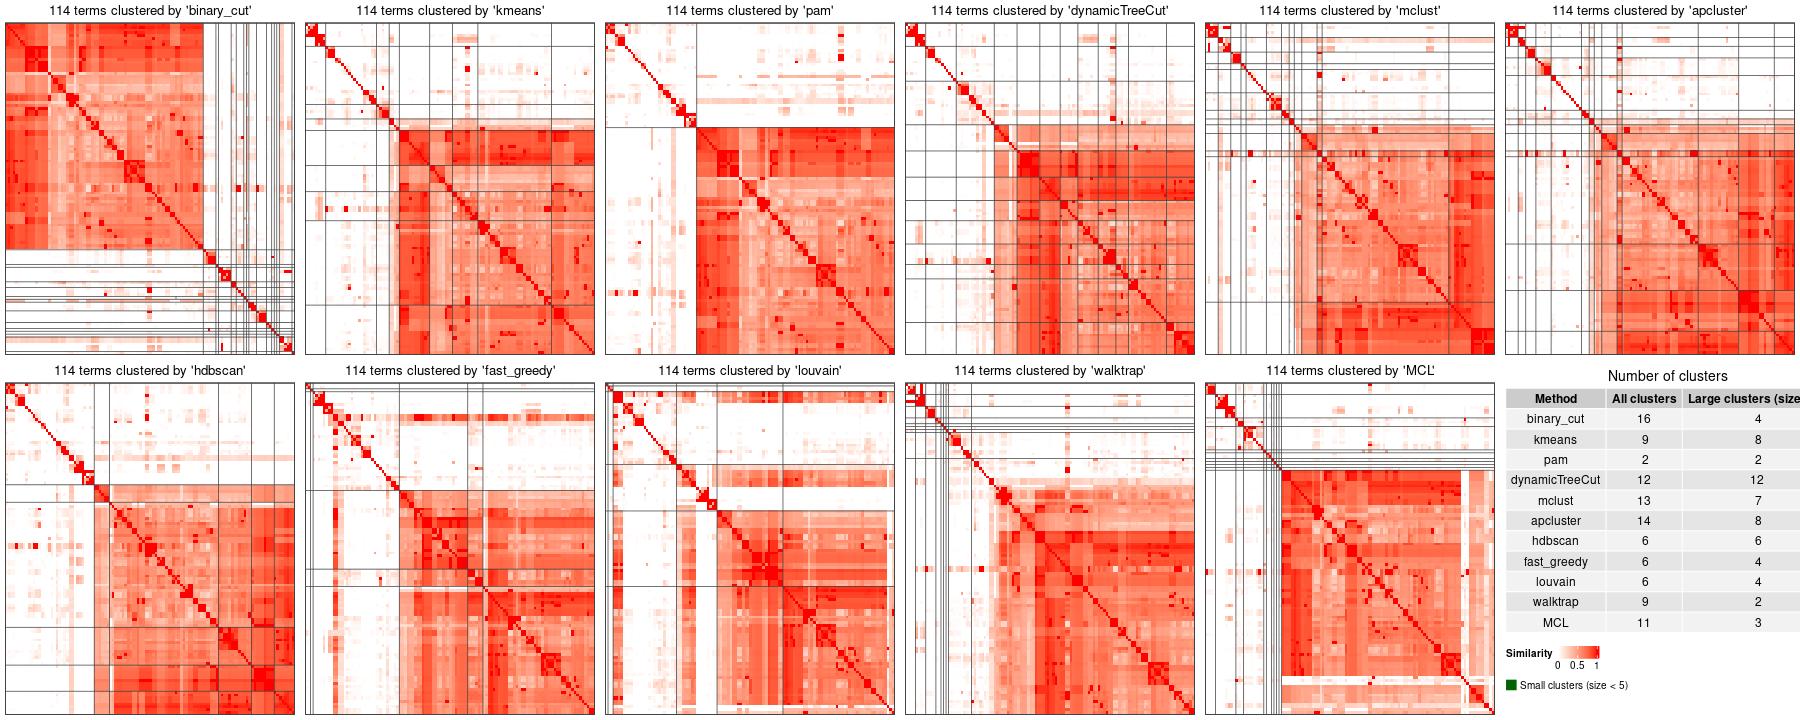 114 terms clustered by 'binary_cut'
114 terms clustered by 'kmeans'
114 terms clustered by 'pam'
114 terms clustered by 'dynamicTreeCut'
114 terms clustered by 'mclust'
114 terms clustered by 'apcluster'
114 terms clustered by 'hdbscan'
114 terms clustered by 'fast_greedy'
114 terms clustered by 'louvain'
114 terms clustered by 'walktrap'
114 terms clustered by 'MCL'
Number of clusters
Method All clusters Large clusters (size
binary_cut 16 4
kmeans 9 8
pam 2 2
dynamicTreeCut 12 12
mclust 13 7
apcluster 14 8
hdbscan 6 6
fast_greedy 6 4
louvain 6 4
walktrap 9 2
MCL 11 3
Similarity
0 0.5 1
Small clusters (size < 5)